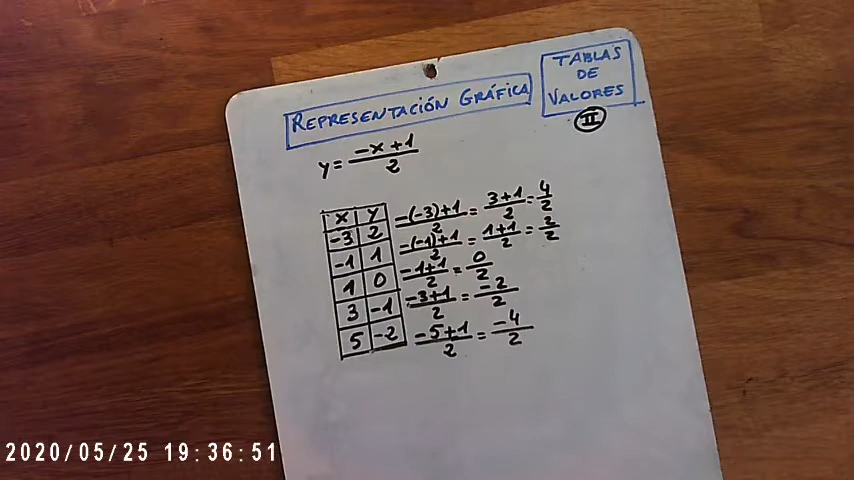 REPRESENTACIÓN GRÁFICA
TABLAS
DE
VALORES
II
y = (-x+1)/2
x y
-3 2 (-(-3)+1)/2 = (3+1)/2 = 4/2
-1 1 (-(-1)+1)/2 = (1+1)/2 = 2/2
1 0 (-1+1)/2 = 0/2
3 -1 (-3+1)/2 = -2/2
5 -2 (-5+1)/2 = -4/2
2020/05/25 19:36:51